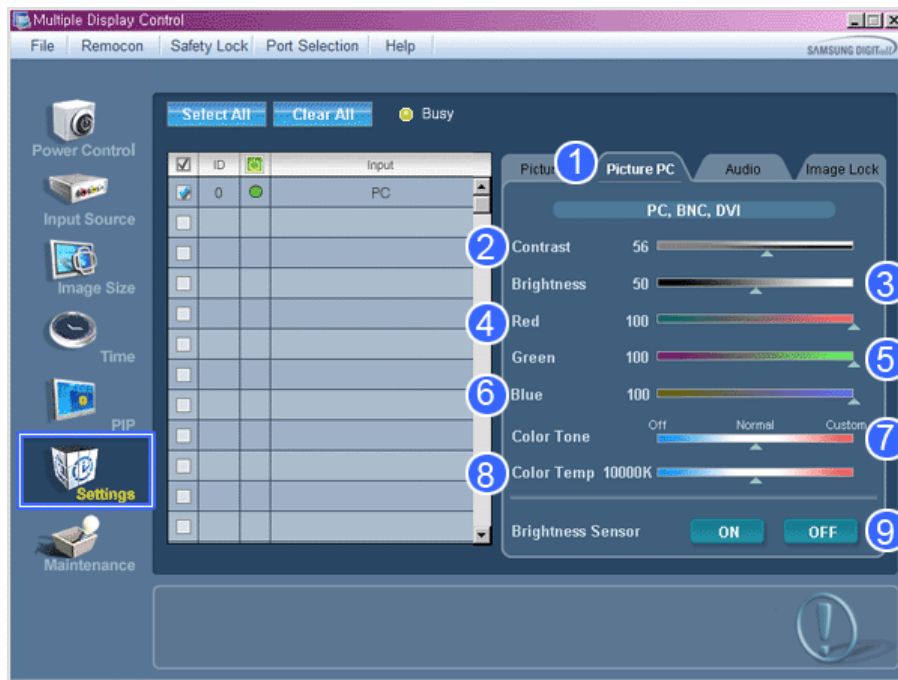 Multiple Display Control
File Remocon Safety Lock Port Selection Help
SAMSUNG DIGITall
Select All Clear All Busy
Power Control
ID Input
0 PC
1 Picture PC Audio Image Lock
PC, BNC, DVI
Input Source
2 Contrast 56
Image Size
Brightness 50 3
4 Red 100
Time
Green 100 5
6 Blue 100
PIP
Off Normal Custom
Color Tone 7
8 Color Temp 10000K
Settings
Brightness Sensor ON OFF 9
Maintenance